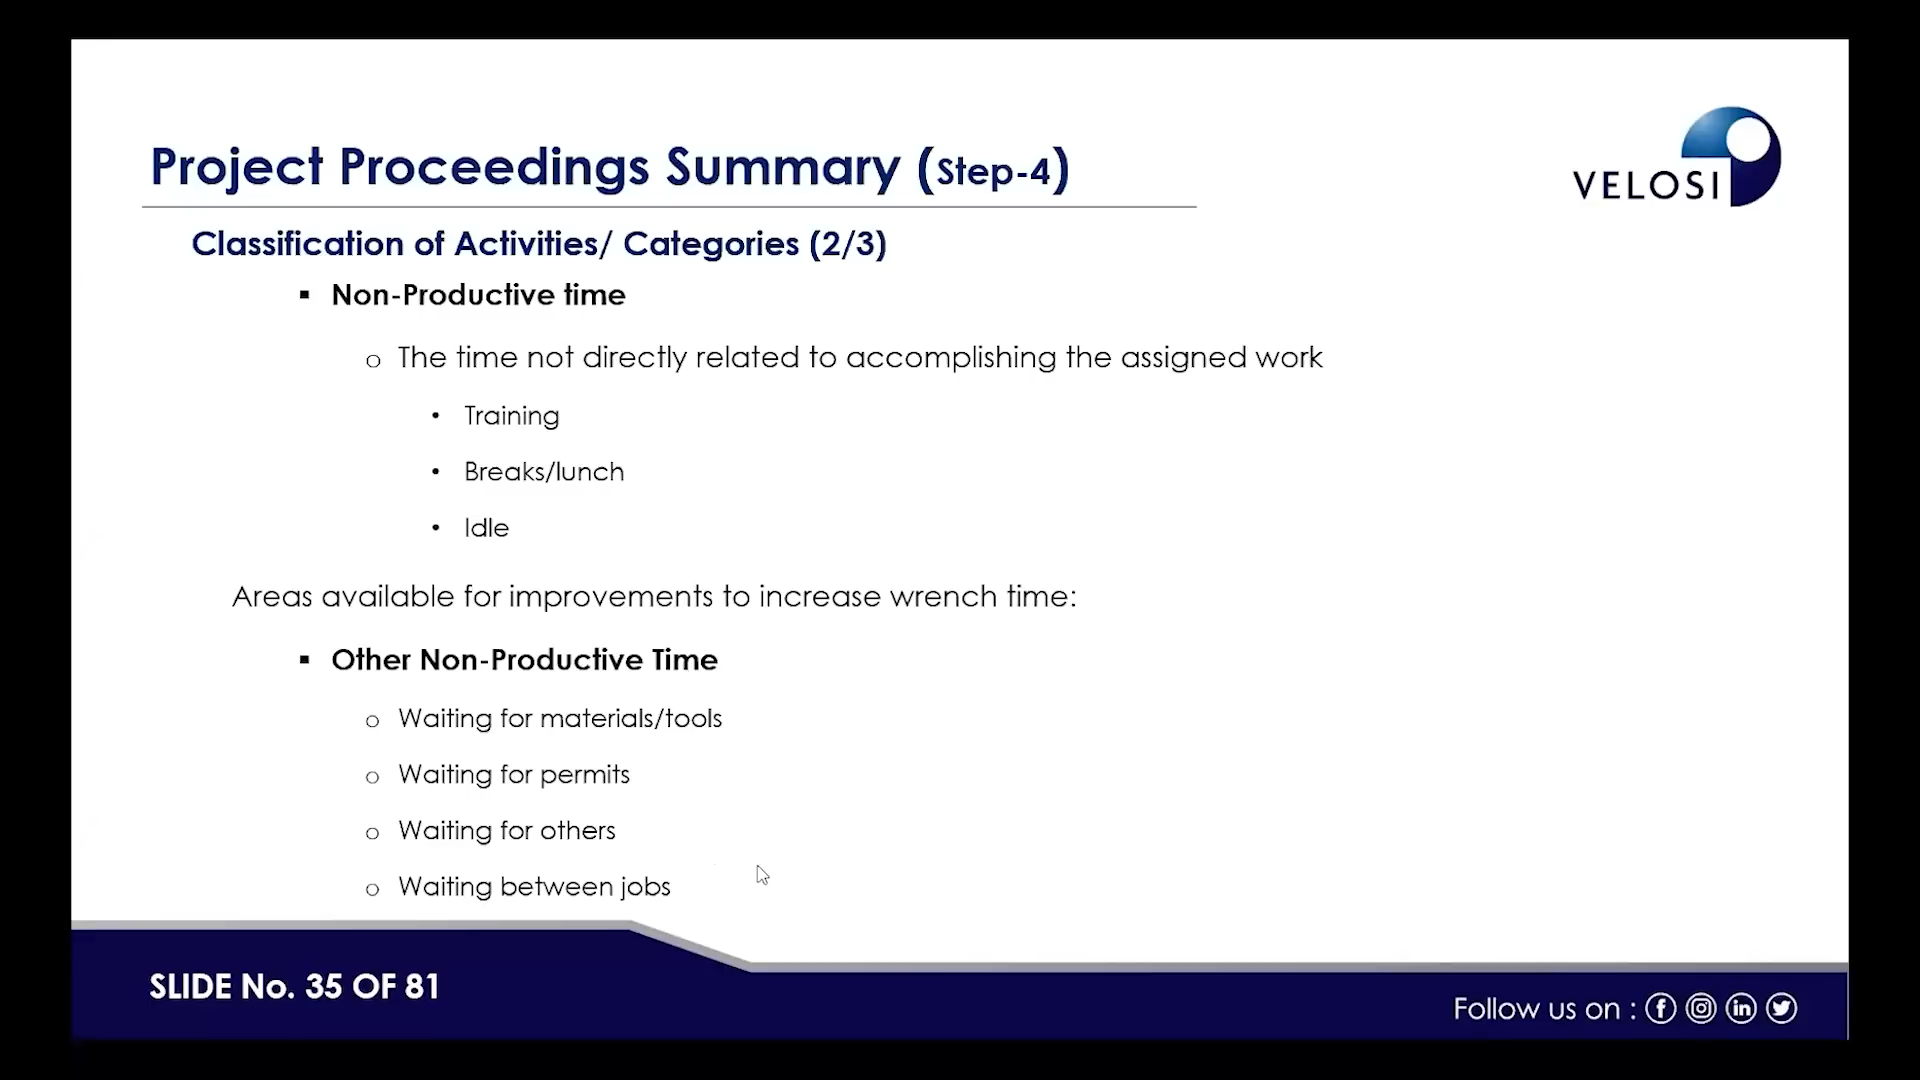 Project Proceedings Summary (Step-4)
VELOSI
Classification of Activities/ Categories (2/3)
▪ Non-Productive time
o The time not directly related to accomplishing the assigned work
• Training
• Breaks/lunch
• Idle
Areas available for improvements to increase wrench time:
▪ Other Non-Productive Time
o Waiting for materials/tools
o Waiting for permits
o Waiting for others
o Waiting between jobs
SLIDE No. 35 OF 81
Follow us on :